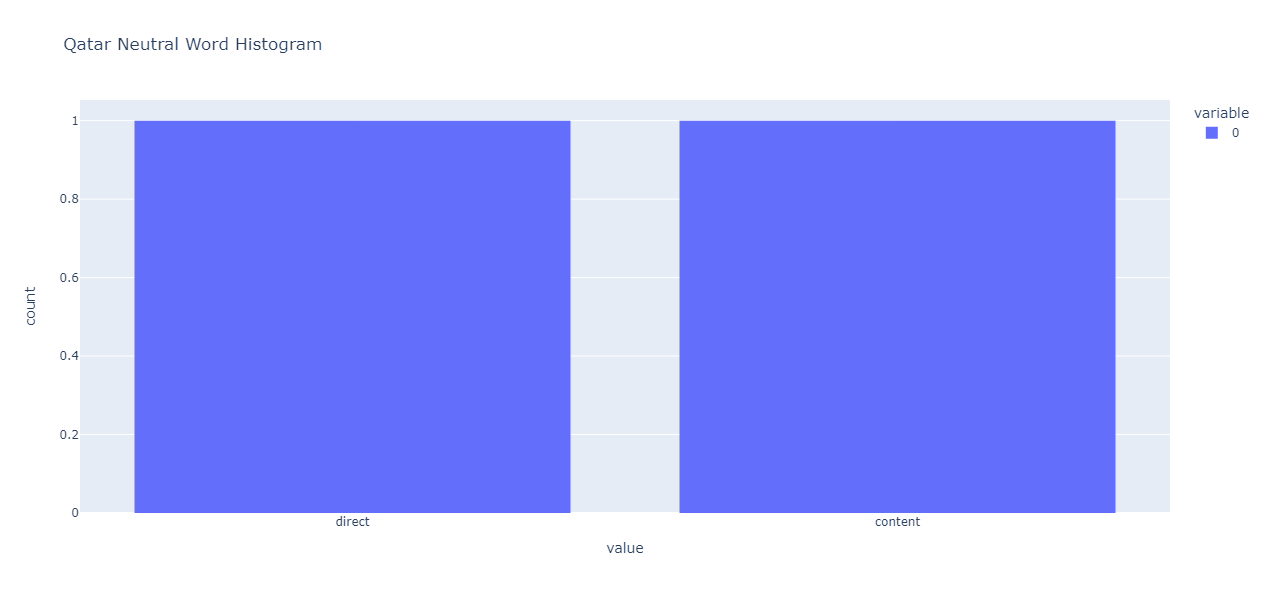 Qatar Neutral Word Histogram
variable
0
count
1
0.8
0.6
0.4
0.2
0
direct
content
value